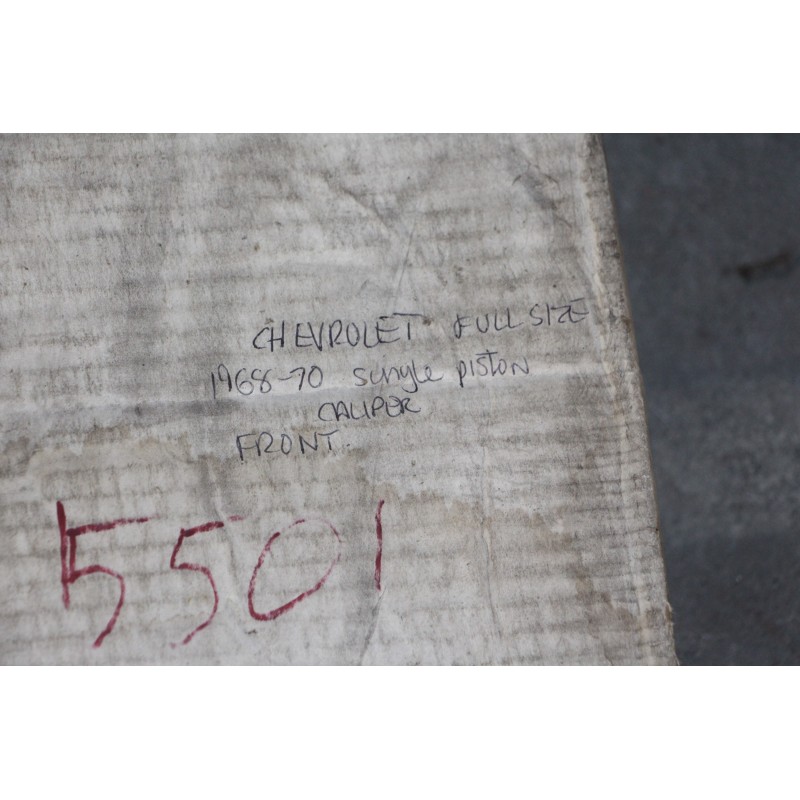 CHEVROLET FULL SIZE
1968-70 single piston
CALIPER
FRONT.
5501